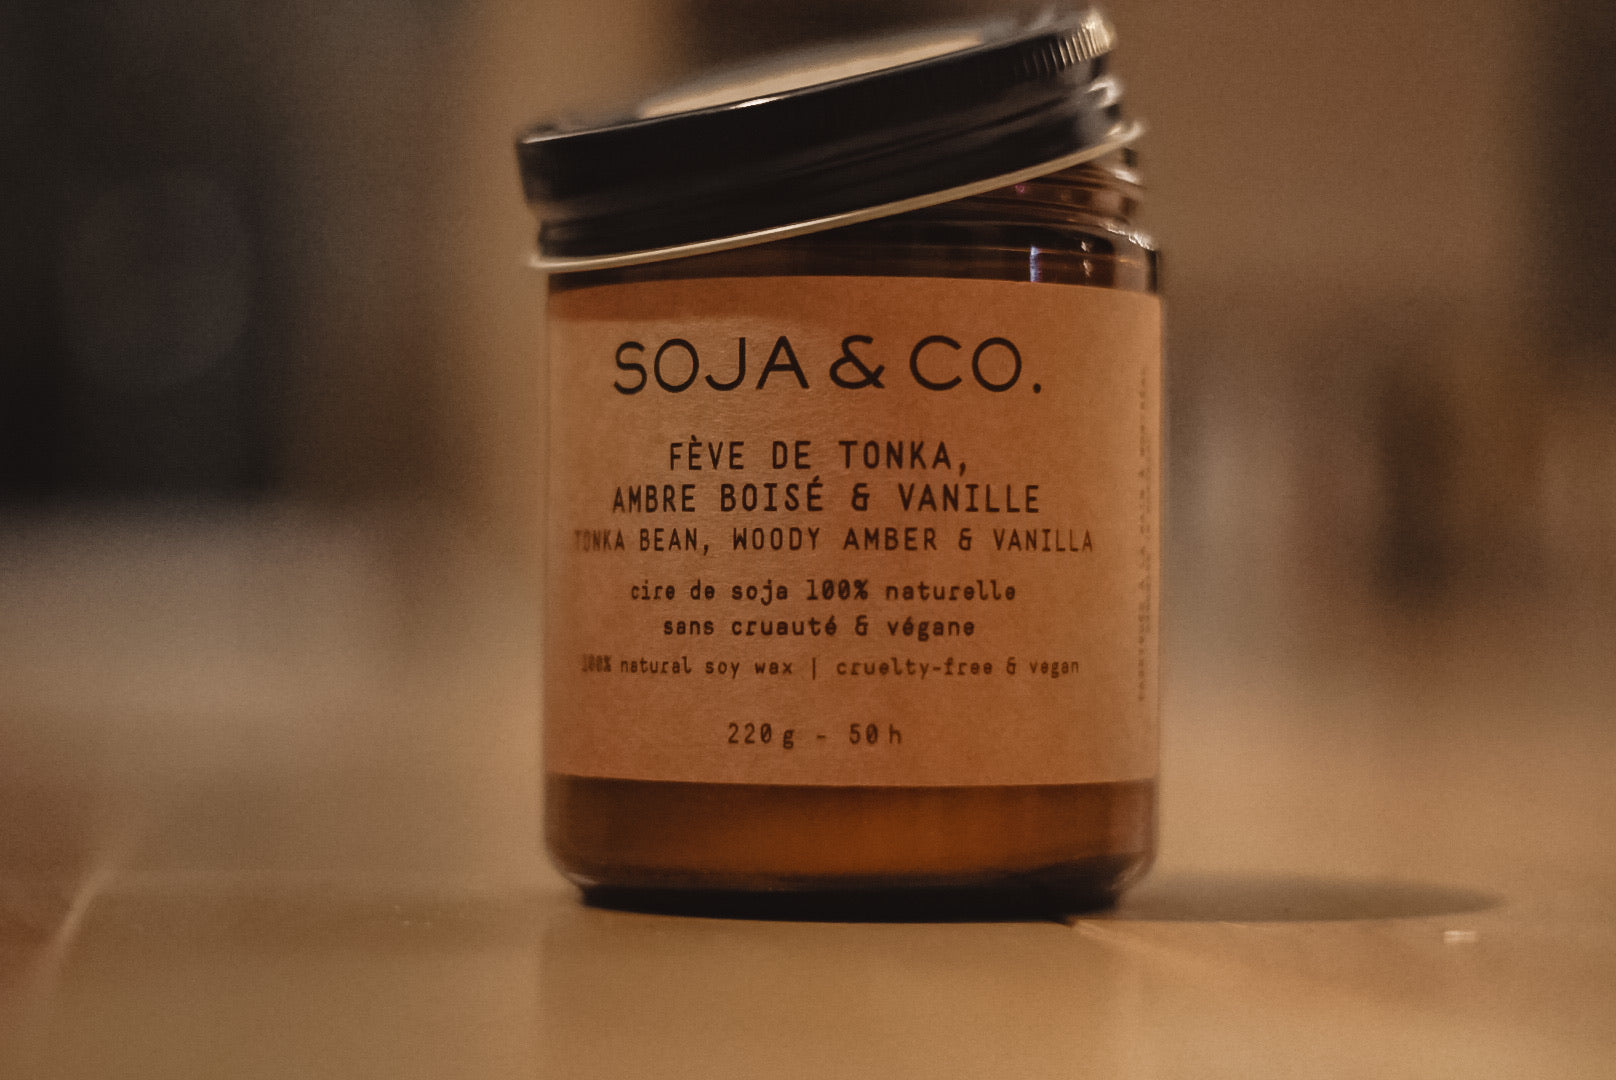 SOJA & CO.
FÈVE DE TONKA,
AMBRE BOISÉ & VANILLE
TONKA BEAN, WOODY AMBER & VANILLA
cire de soja 100% naturelle
sans cruauté & végane
100% natural soy wax | cruelty-free & vegan
220 g - 50 h